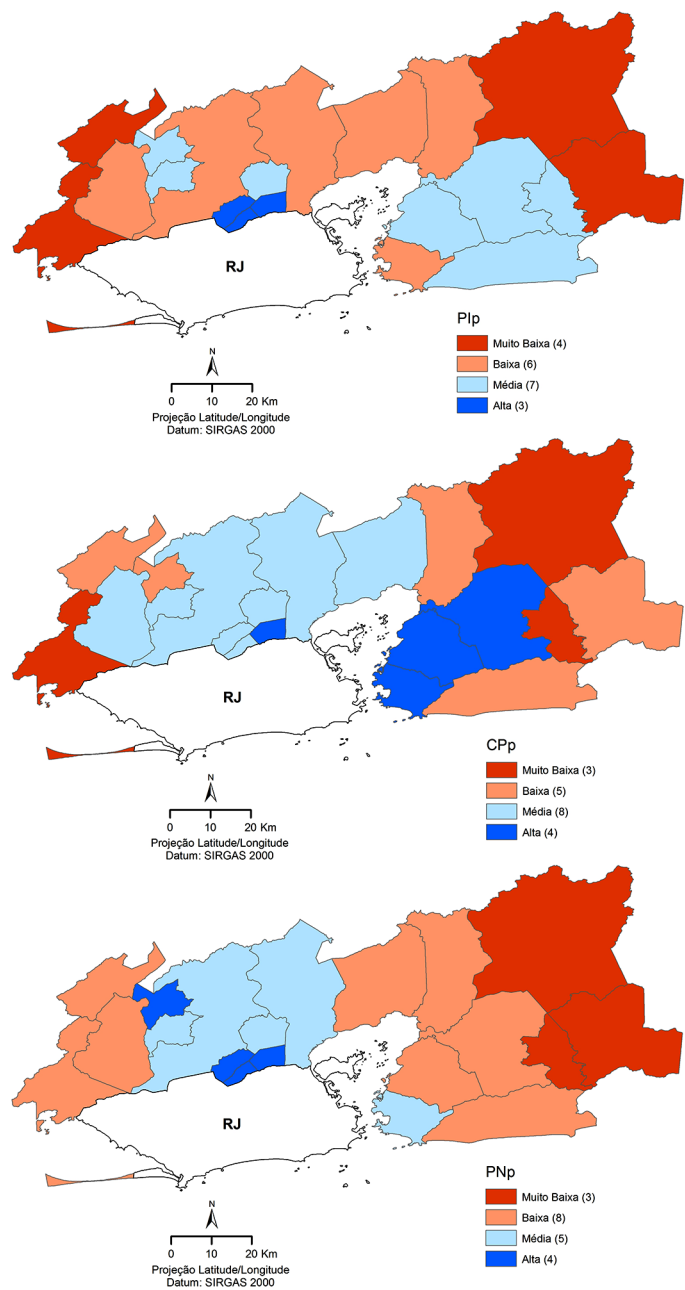 RJ
PIp
Muito Baixa (4)
Baixa (6)
Média (7)
Alta (3)
N
0 10 20 Km
Projeção Latitude/Longitude
Datum: SIRGAS 2000
RJ
CPp
Muito Baixa (3)
Baixa (5)
Média (8)
Alta (4)
N
0 10 20 Km
Projeção Latitude/Longitude
Datum: SIRGAS 2000
RJ
PNp
Muito Baixa (3)
Baixa (8)
Média (5)
Alta (4)
N
0 10 20 Km
Projeção Latitude/Longitude
Datum: SIRGAS 2000